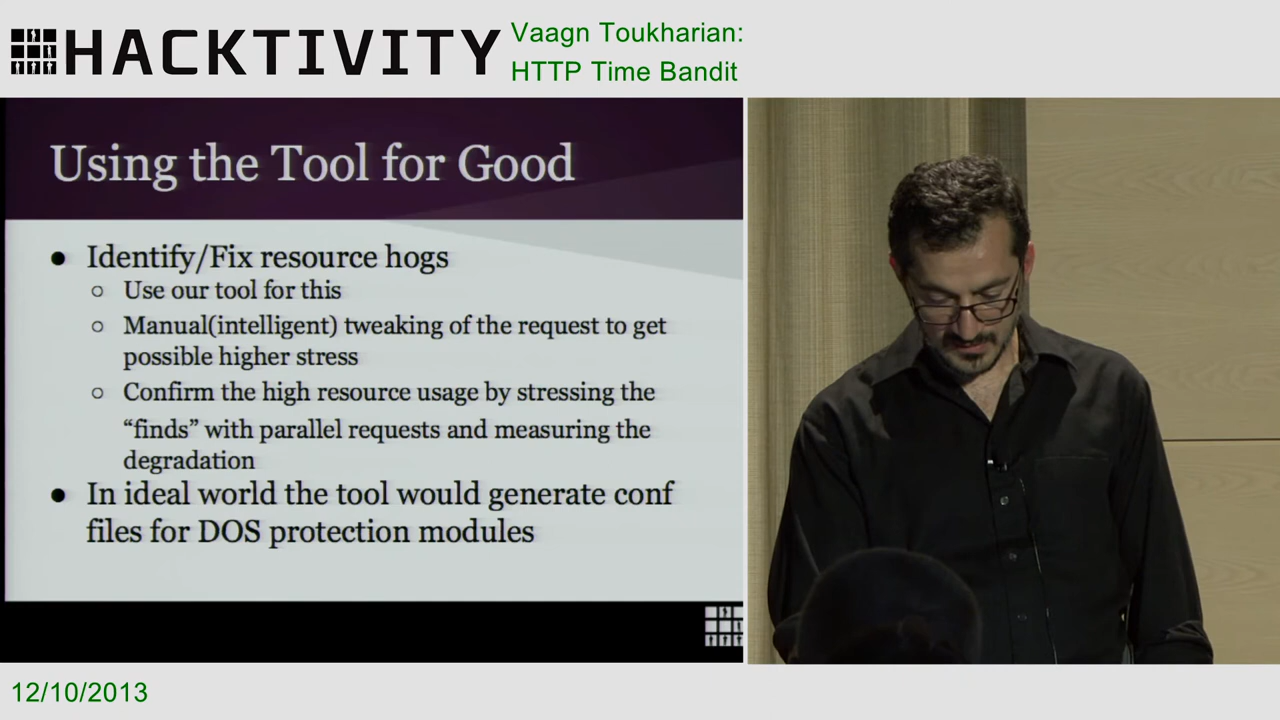 HACKTIVITY
Vaagn Toukharian:
HTTP Time Bandit
Using the Tool for Good
● Identify/Fix resource hogs
○ Use our tool for this
○ Manual(intelligent) tweaking of the request to get
possible higher stress
○ Confirm the high resource usage by stressing the
“finds” with parallel requests and measuring the
degradation
● In ideal world the tool would generate conf
files for DOS protection modules
12/10/2013